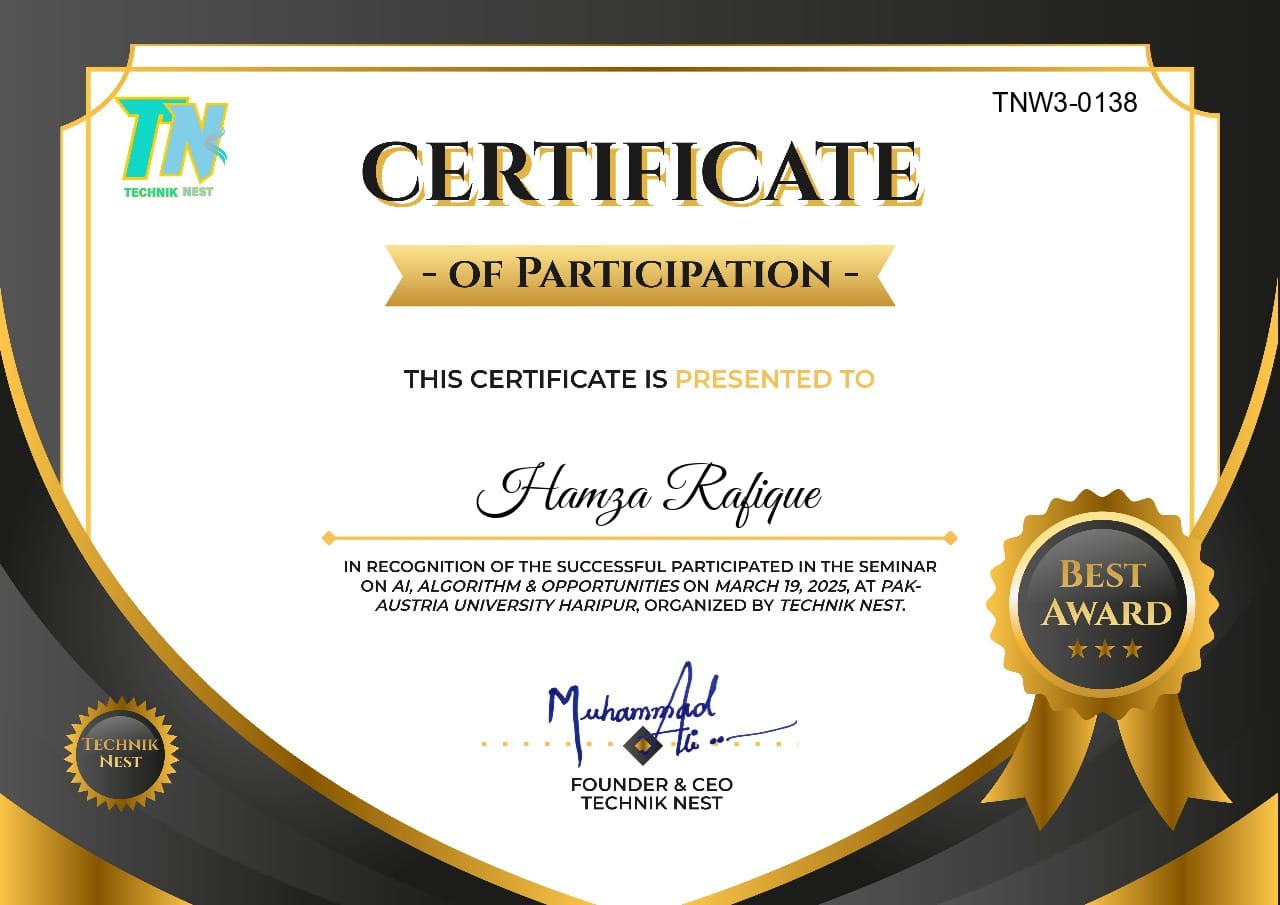 TN
TECHNIK NEST
TNW3-0138
CERTIFICATE
- OF PARTICIPATION -
THIS CERTIFICATE IS PRESENTED TO
Hamza Rafique
IN RECOGNITION OF THE SUCCESSFUL PARTICIPATED IN THE SEMINAR
ON AI, ALGORITHM & OPPORTUNITIES ON MARCH 19, 2025, AT PAK-
AUSTRIA UNIVERSITY HARIPUR, ORGANIZED BY TECHNIK NEST.
BEST
AWARD
Muhammad
Ali
TECHNIK
NEST
FOUNDER & CEO
TECHNIK NEST